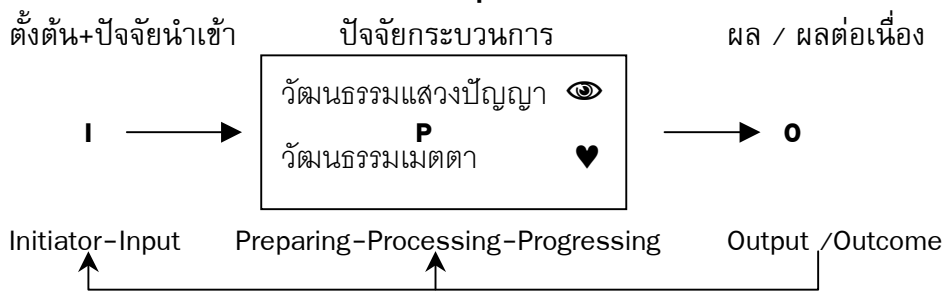 ตั้งต้น+ปัจจัยนำเข้า ปัจจัยกระบวนการ ผล / ผลต่อเนื่อง
วัฒนธรรมแสวงปัญญา
I P O
วัฒนธรรมเมตตา
Initiator-Input Preparing-Processing-Progressing Output /Outcome